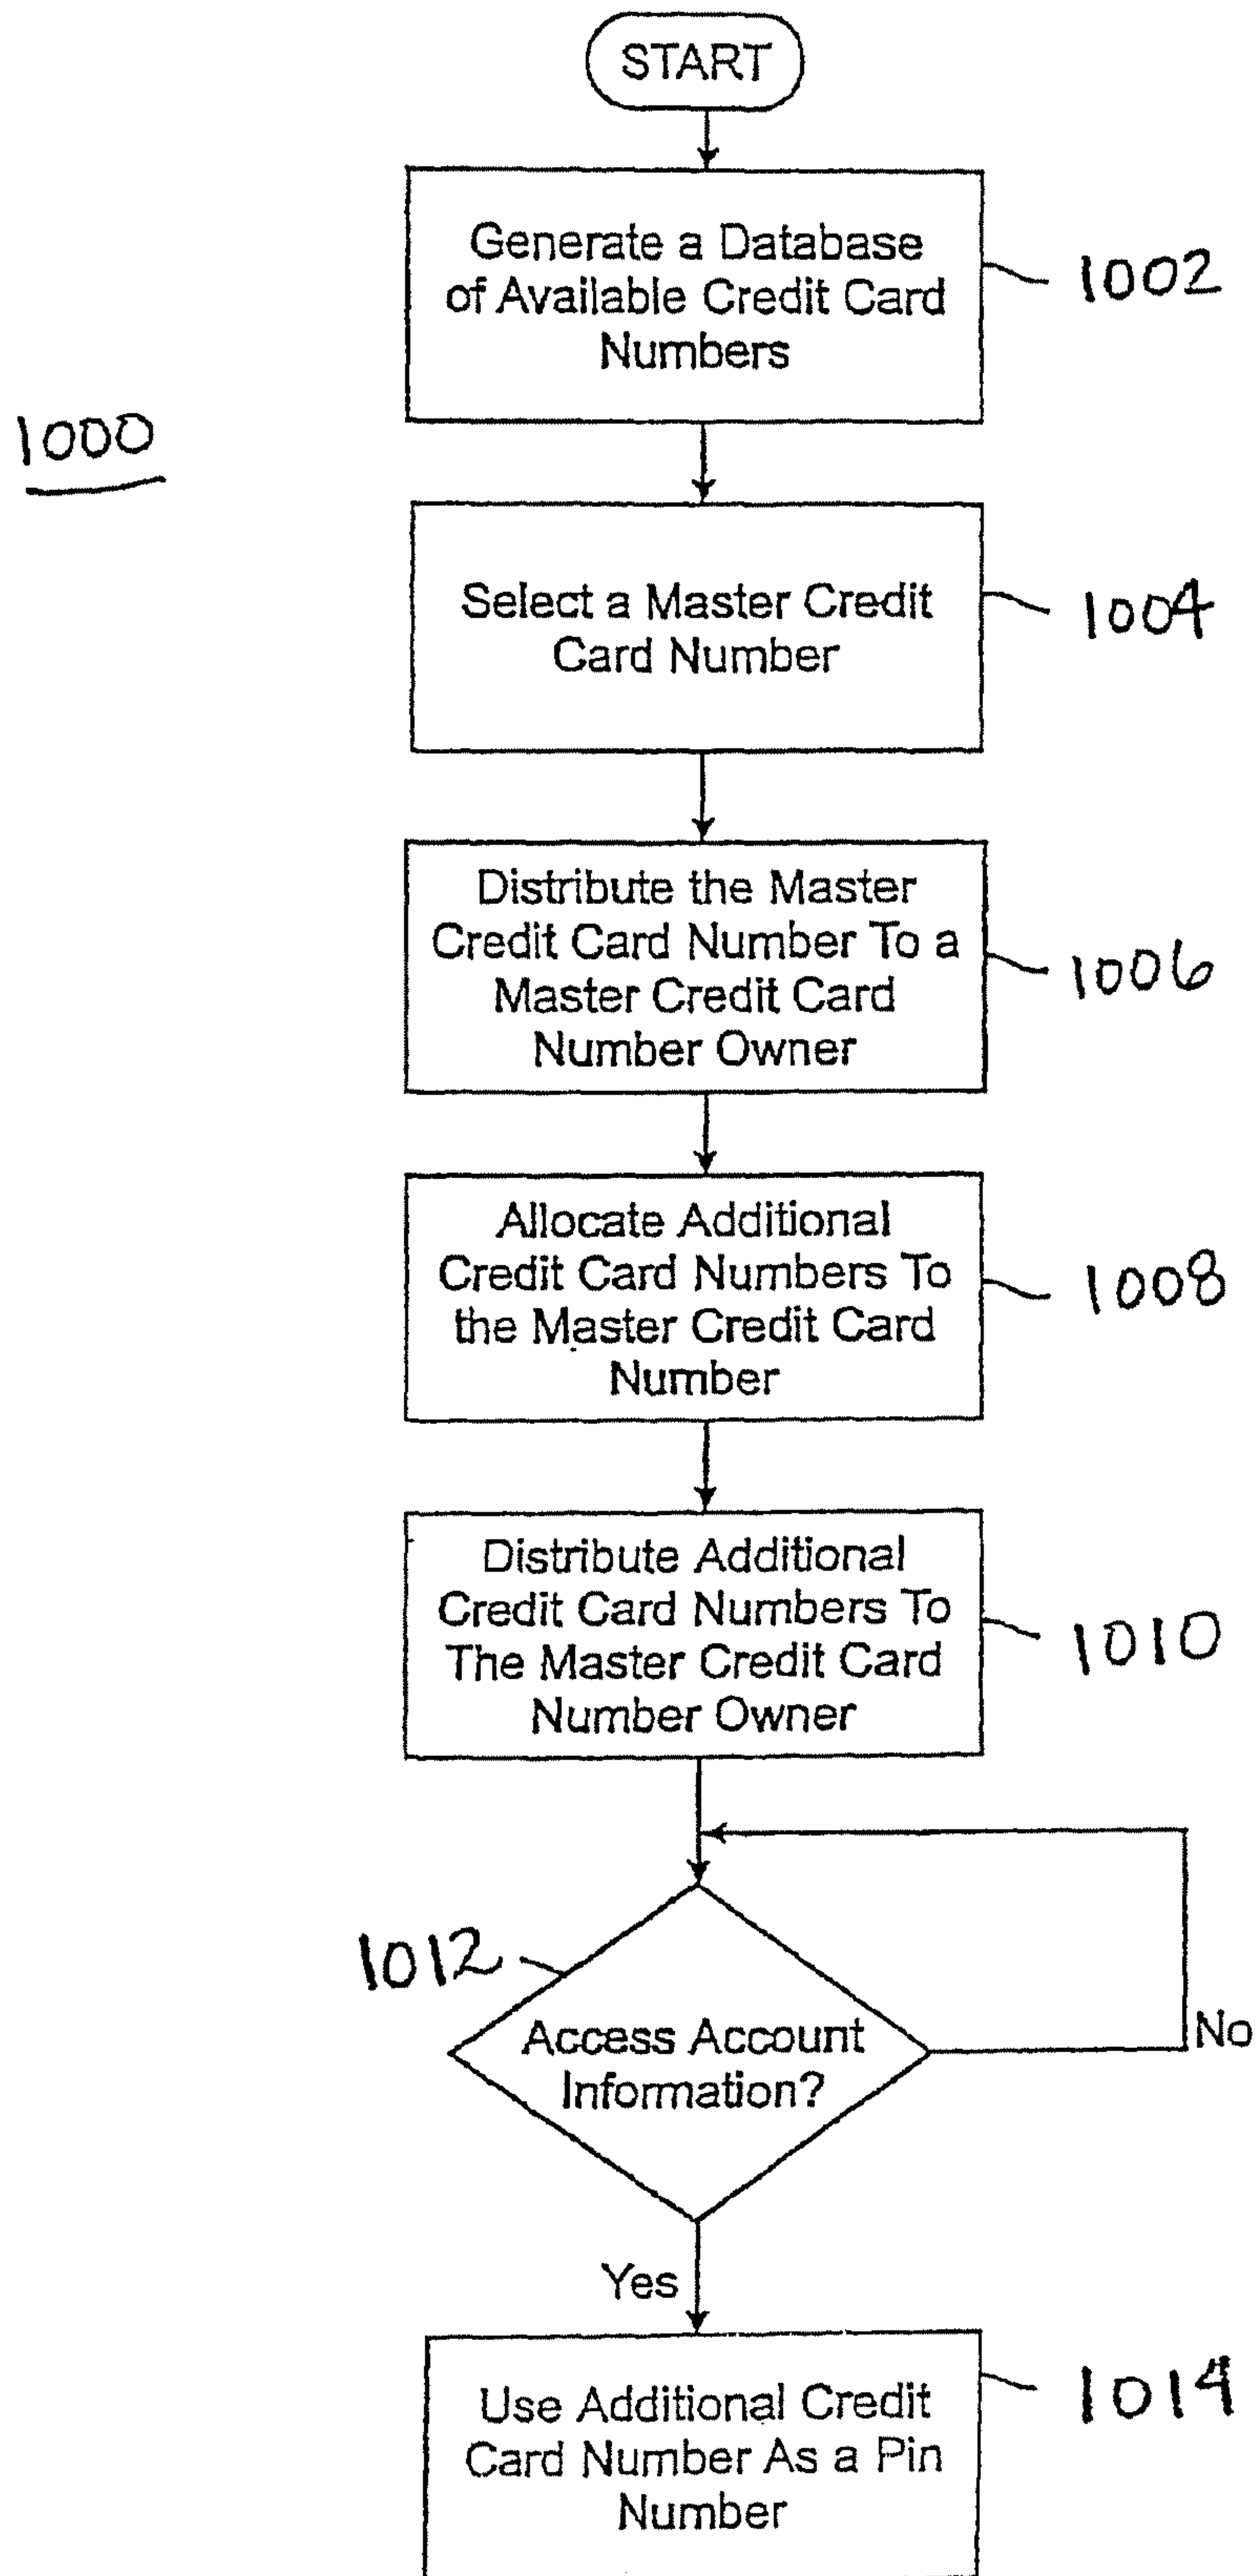 START
Generate a Database
of Available Credit Card
Numbers
1002
1000
Select a Master Credit
Card Number
1004
Distribute the Master
Credit Card Number To a
Master Credit Card
Number Owner
1006
Allocate Additional
Credit Card Numbers To
the Master Credit Card
Number
1008
Distribute Additional
Credit Card Numbers To
The Master Credit Card
Number Owner
1010
1012
Access Account
Information?
No
Yes
Use Additional Credit
Card Number As a Pin
Number
1014